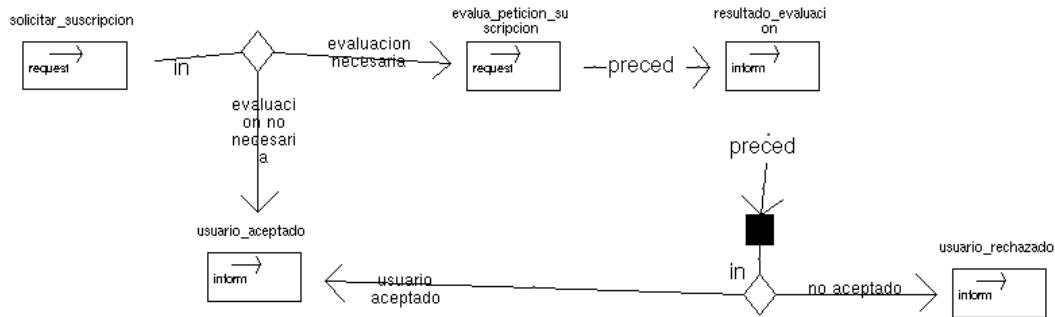 solicitar_suscripcion
request
in
evaluacion
necesaria
evaluaci
on no
necesari
a
evalua_peticion_su
scripcion
request
preced
resultado_evaluaci
on
inform
preced
usuario_aceptado
inform
usuario
aceptado
in
no aceptado
usuario_rechazado
inform